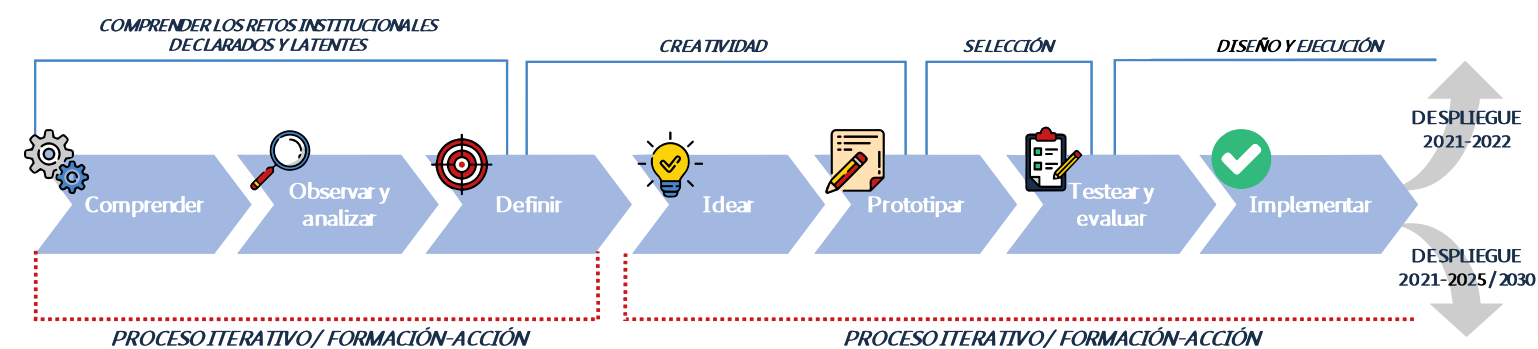 COMPRENDER LOS RETOS INSTITUCIONALES
DECLARADOS Y LATENTES
CREATIVIDAD
SELECCIÓN
DISEÑO Y EJECUCIÓN
DESPLIEGUE
2021-2022
Comprender
Observar y
analizar
Definir
Idear
Prototipar
Testear y
evaluar
Implementar
DESPLIEGUE
2021-2025/2030
PROCESO ITERATIVO/ FORMACIÓN-ACCIÓN
PROCESO ITERATIVO/ FORMACIÓN-ACCIÓN